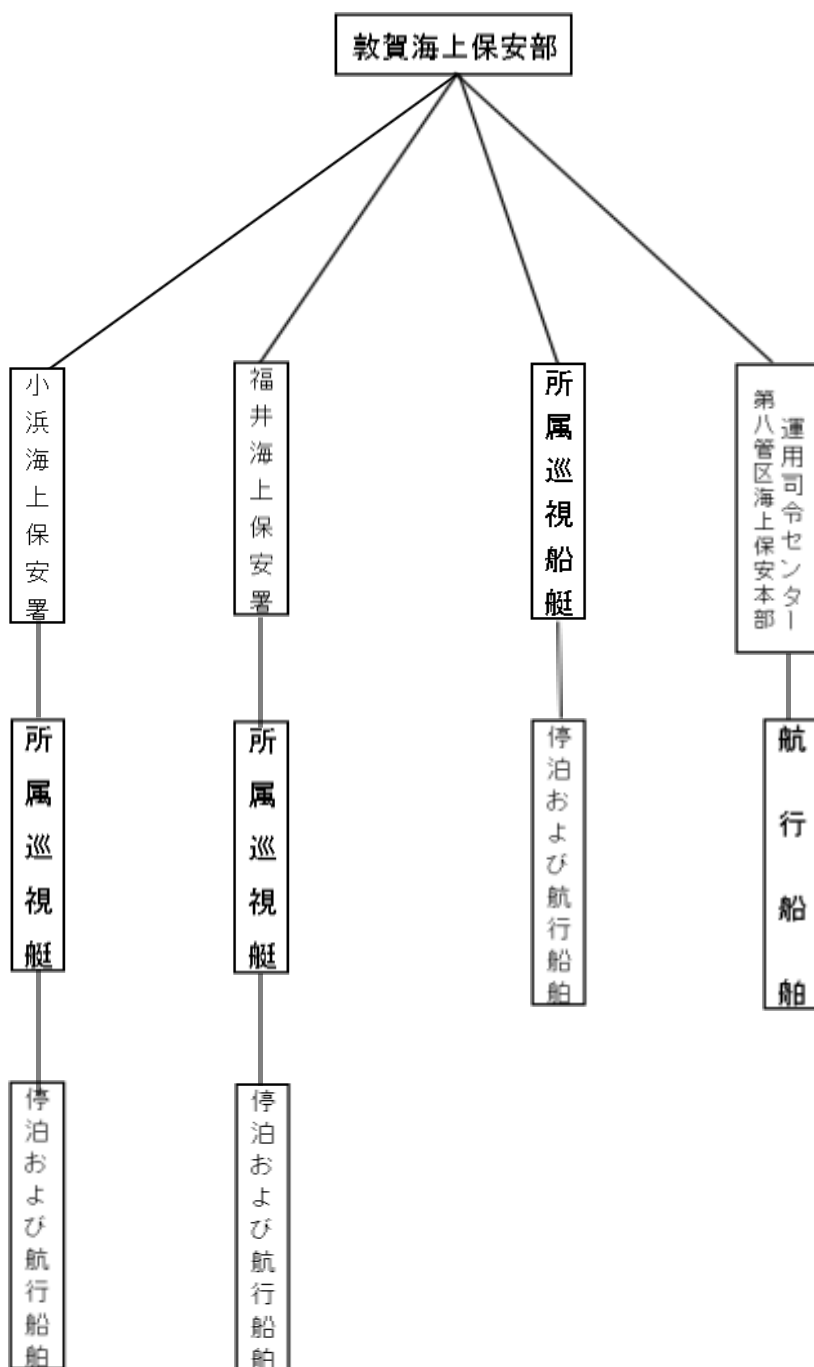 敦賀海上保安部
小浜海上保安署
福井海上保安署
所属巡視船艇
運用司令センター
第八管区海上保安本部
所属巡視艇
所属巡視艇
停泊および航行船舶
航行船舶
停泊および航行船舶
停泊および航行船舶